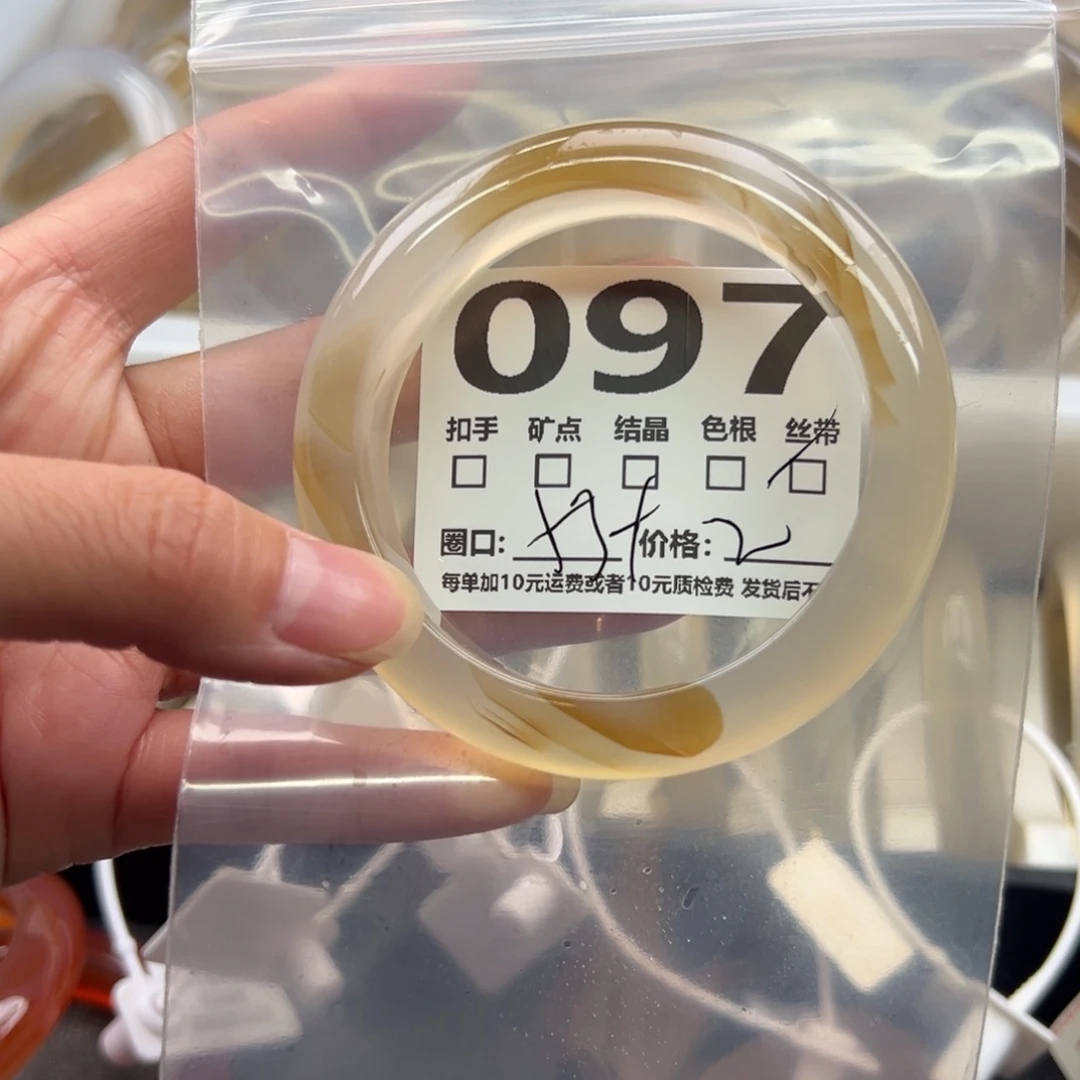 097
扣手 矿点 结晶 色根 丝带
圈口: 价格: 2
每单加10元运费或者10元质检费 发货后不